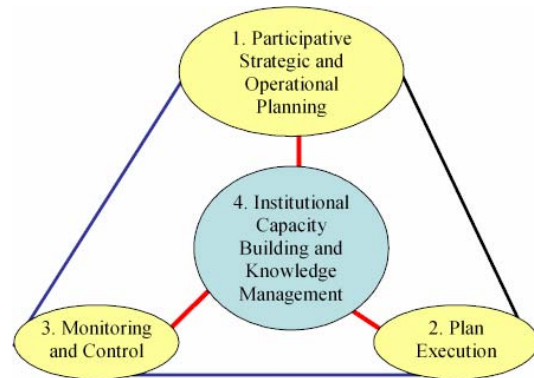 1. Participative
Strategic and
Operational
Planning
4. Institutional
Capacity
Building and
Knowledge
Management
3. Monitoring
and Control
2. Plan
Execution